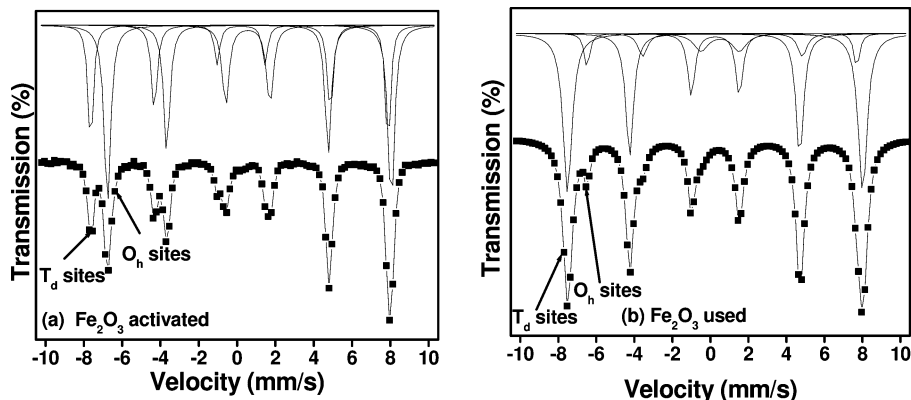 Transmission (%)
T_d sites
O_h sites
(a) Fe_2O_3 activated
-10 -8 -6 -4 -2 0 2 4 6 8 10
Velocity (mm/s)
Transmission (%)
T_d sites
O_h sites
(b) Fe_2O_3 used
-10 -8 -6 -4 -2 0 2 4 6 8 10
Velocity (mm/s)